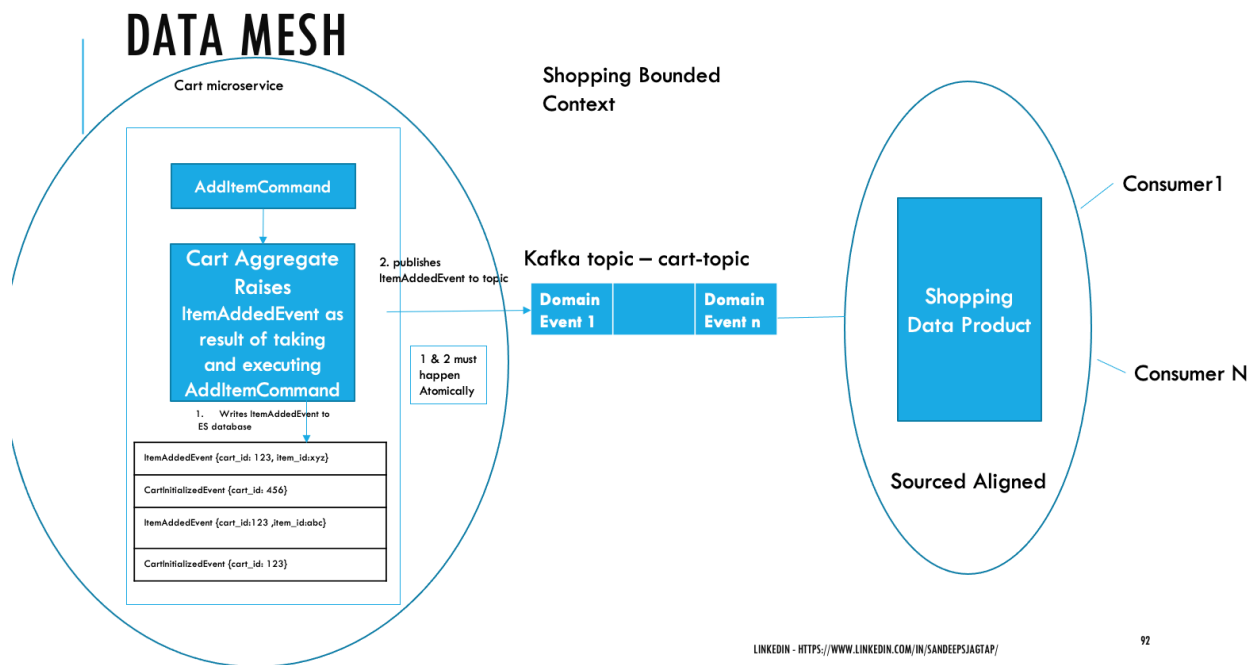 DATA MESH
Cart microservice
Shopping Bounded
Context
AddItemCommand
Cart Aggregate
Raises
ItemAddedEvent as
result of taking
and executing
AddItemCommand
2. publishes
ItemAddedEvent to topic
1 & 2 must
happen
Atomically
1. Writes ItemAddedEvent to
ES database
ItemAddedEvent {cart_id: 123, item_id:xyz}
CartInitializedEvent {cart_id: 456}
ItemAddedEvent {cart_id:123 ,item_id:abc}
CartInitializedEvent {cart_id: 123}
Kafka topic – cart-topic
Domain
Event 1
Domain
Event n
Shopping
Data Product
Sourced Aligned
Consumer1
Consumer N
LINKEDIN - HTTPS://WWW.LINKEDIN.COM/IN/SANDEEPSJAGTAP/
92